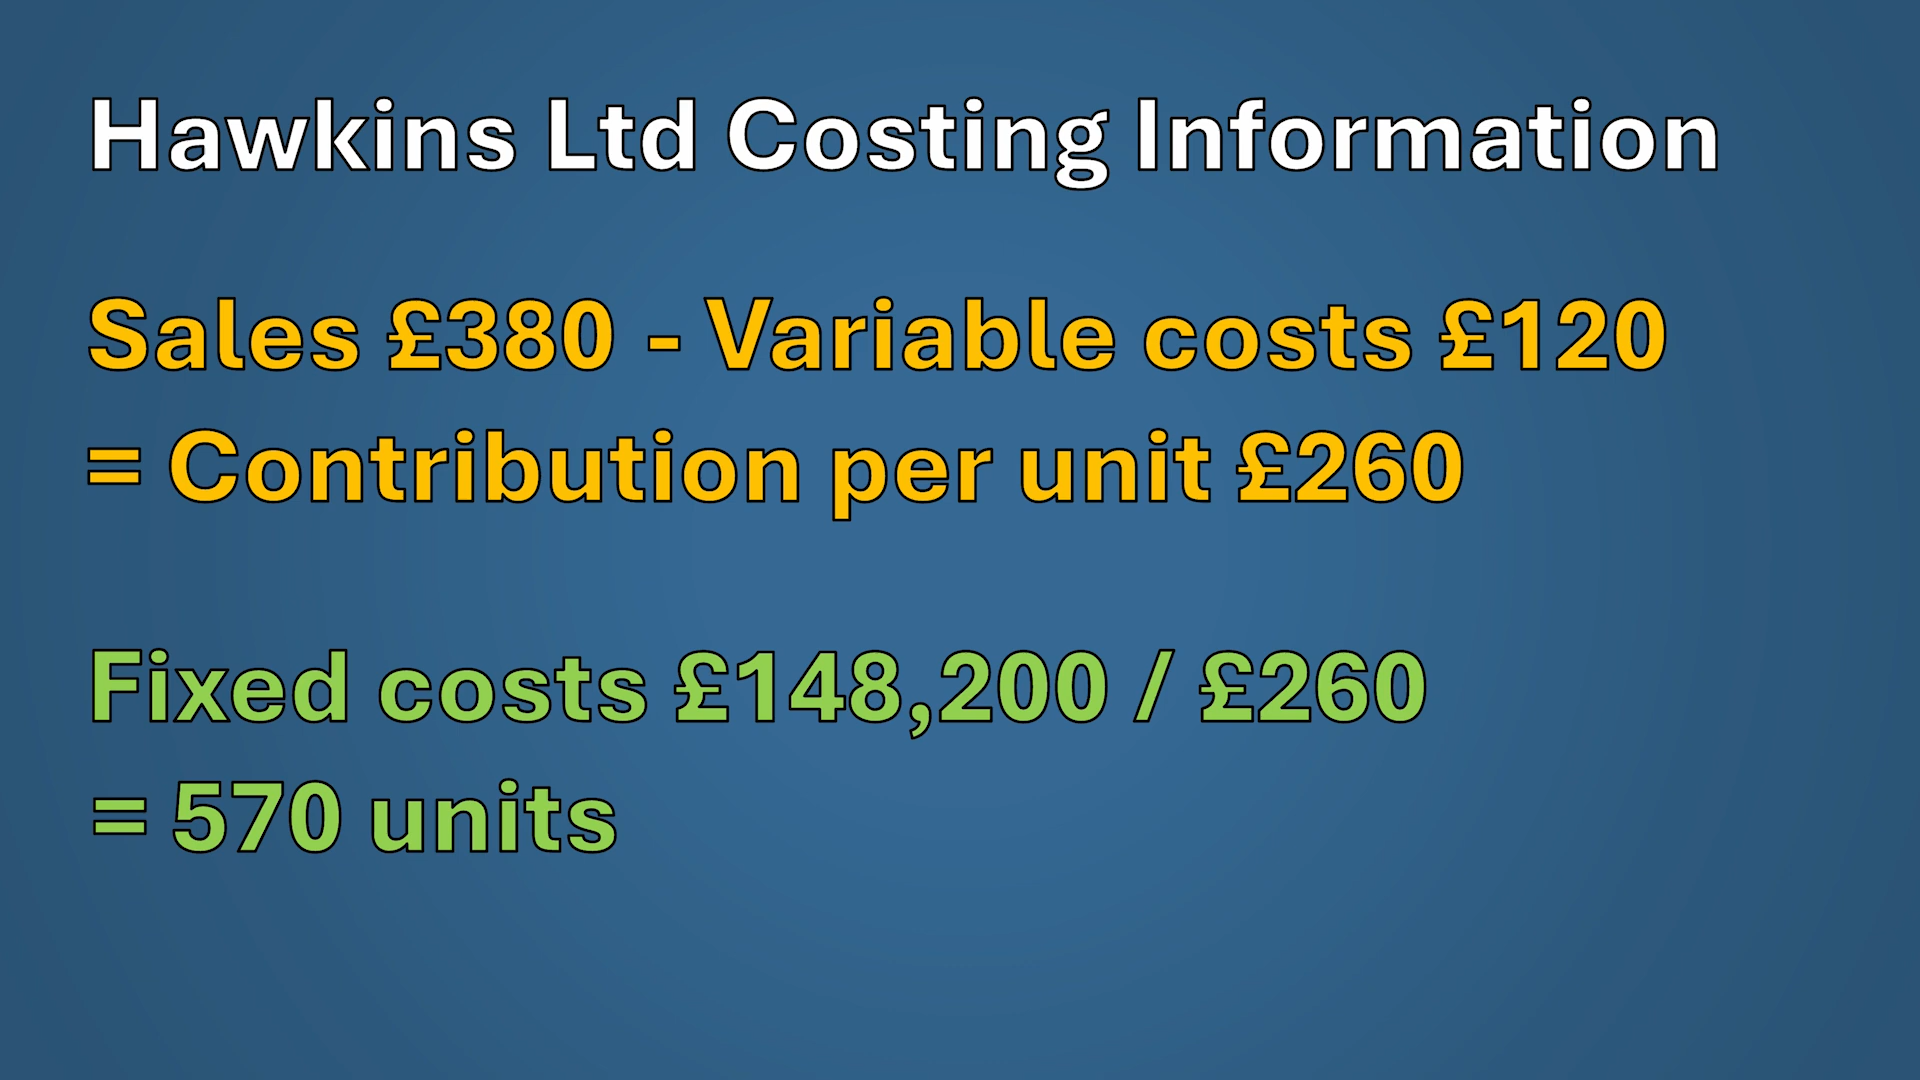 Hawkins Ltd Costing Information
Sales £380 - Variable costs £120
= Contribution per unit £260
Fixed costs £148,200 / £260
= 570 units